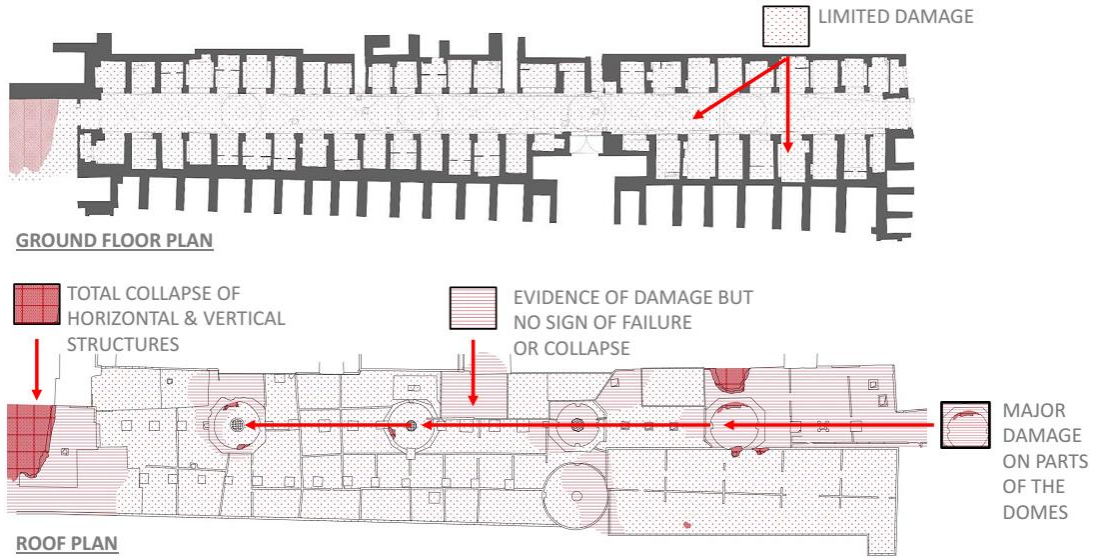 LIMITED DAMAGE
GROUND FLOOR PLAN
TOTAL COLLAPSE OF
HORIZONTAL & VERTICAL
STRUCTURES
EVIDENCE OF DAMAGE BUT
NO SIGN OF FAILURE
OR COLLAPSE
MAJOR
DAMAGE
ON PARTS
OF THE
DOMES
ROOF PLAN